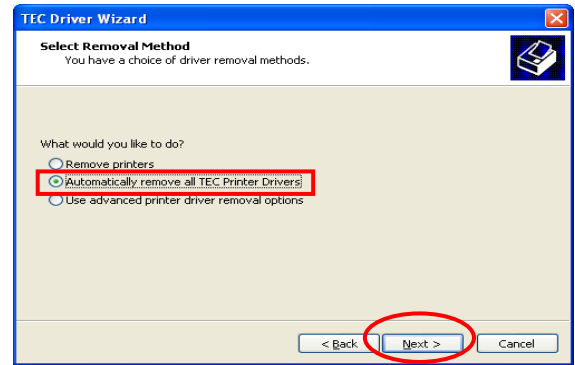 TEC Driver Wizard
Select Removal Method
You have a choice of driver removal methods.
What would you like to do?
Remove printers
Automatically remove all TEC Printer Drivers
Use advanced printer driver removal options
< Back
Next >
Cancel